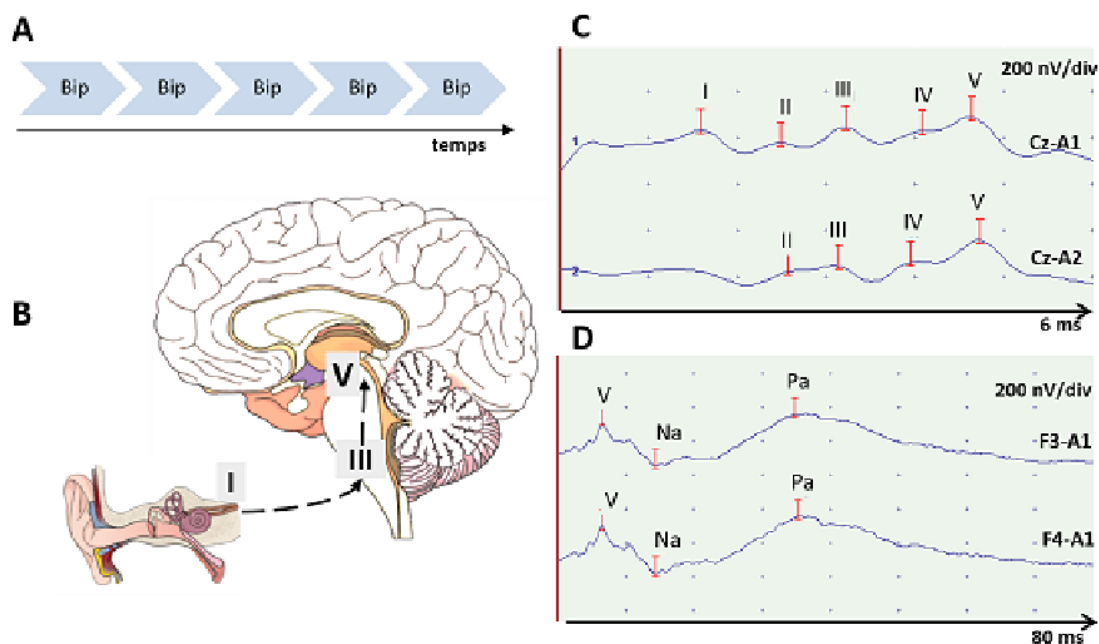 A
Bip Bip Bip Bip Bip
temps
B
I
III
V
C
200 nV/div
I II III IV V
1
Cz-A1
II III IV V
2
Cz-A2
6 ms
D
200 nV/div
V Na Pa
F3-A1
V Na Pa
F4-A1
80 ms